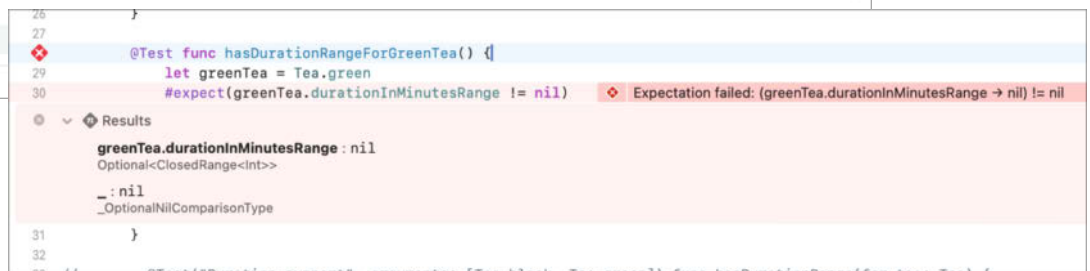 26 }
27
@Test func hasDurationRangeForGreenTea() {
29 let greenTea = Tea.green
30 #expect(greenTea.durationInMinutesRange != nil) Expectation failed: (greenTea.durationInMinutesRange → nil) != nil
Results
greenTea.durationInMinutesRange : nil
Optional<ClosedRange<Int>>
_ : nil
_OptionalNilComparisonType
31 }
32